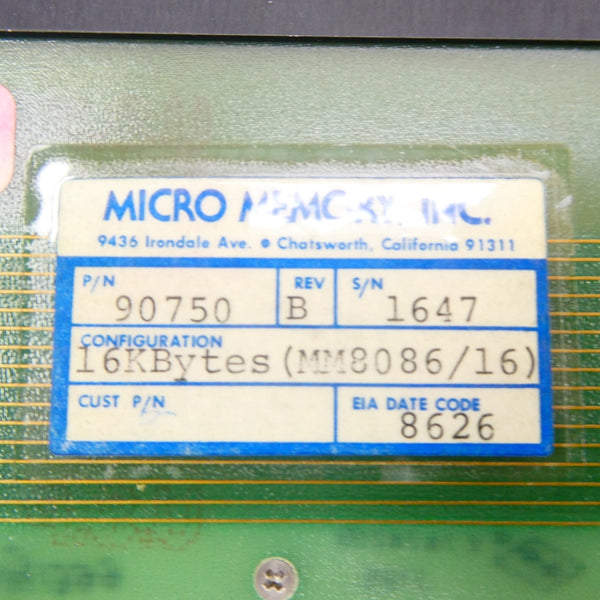 MICRO MEMORY, INC.
9436 Irondale Ave. • Chatsworth, California 91311
P/N 90750 REV B S/N 1647
CONFIGURATION
16KBytes (MM8086/16)
CUST P/N EIA DATE CODE
8626